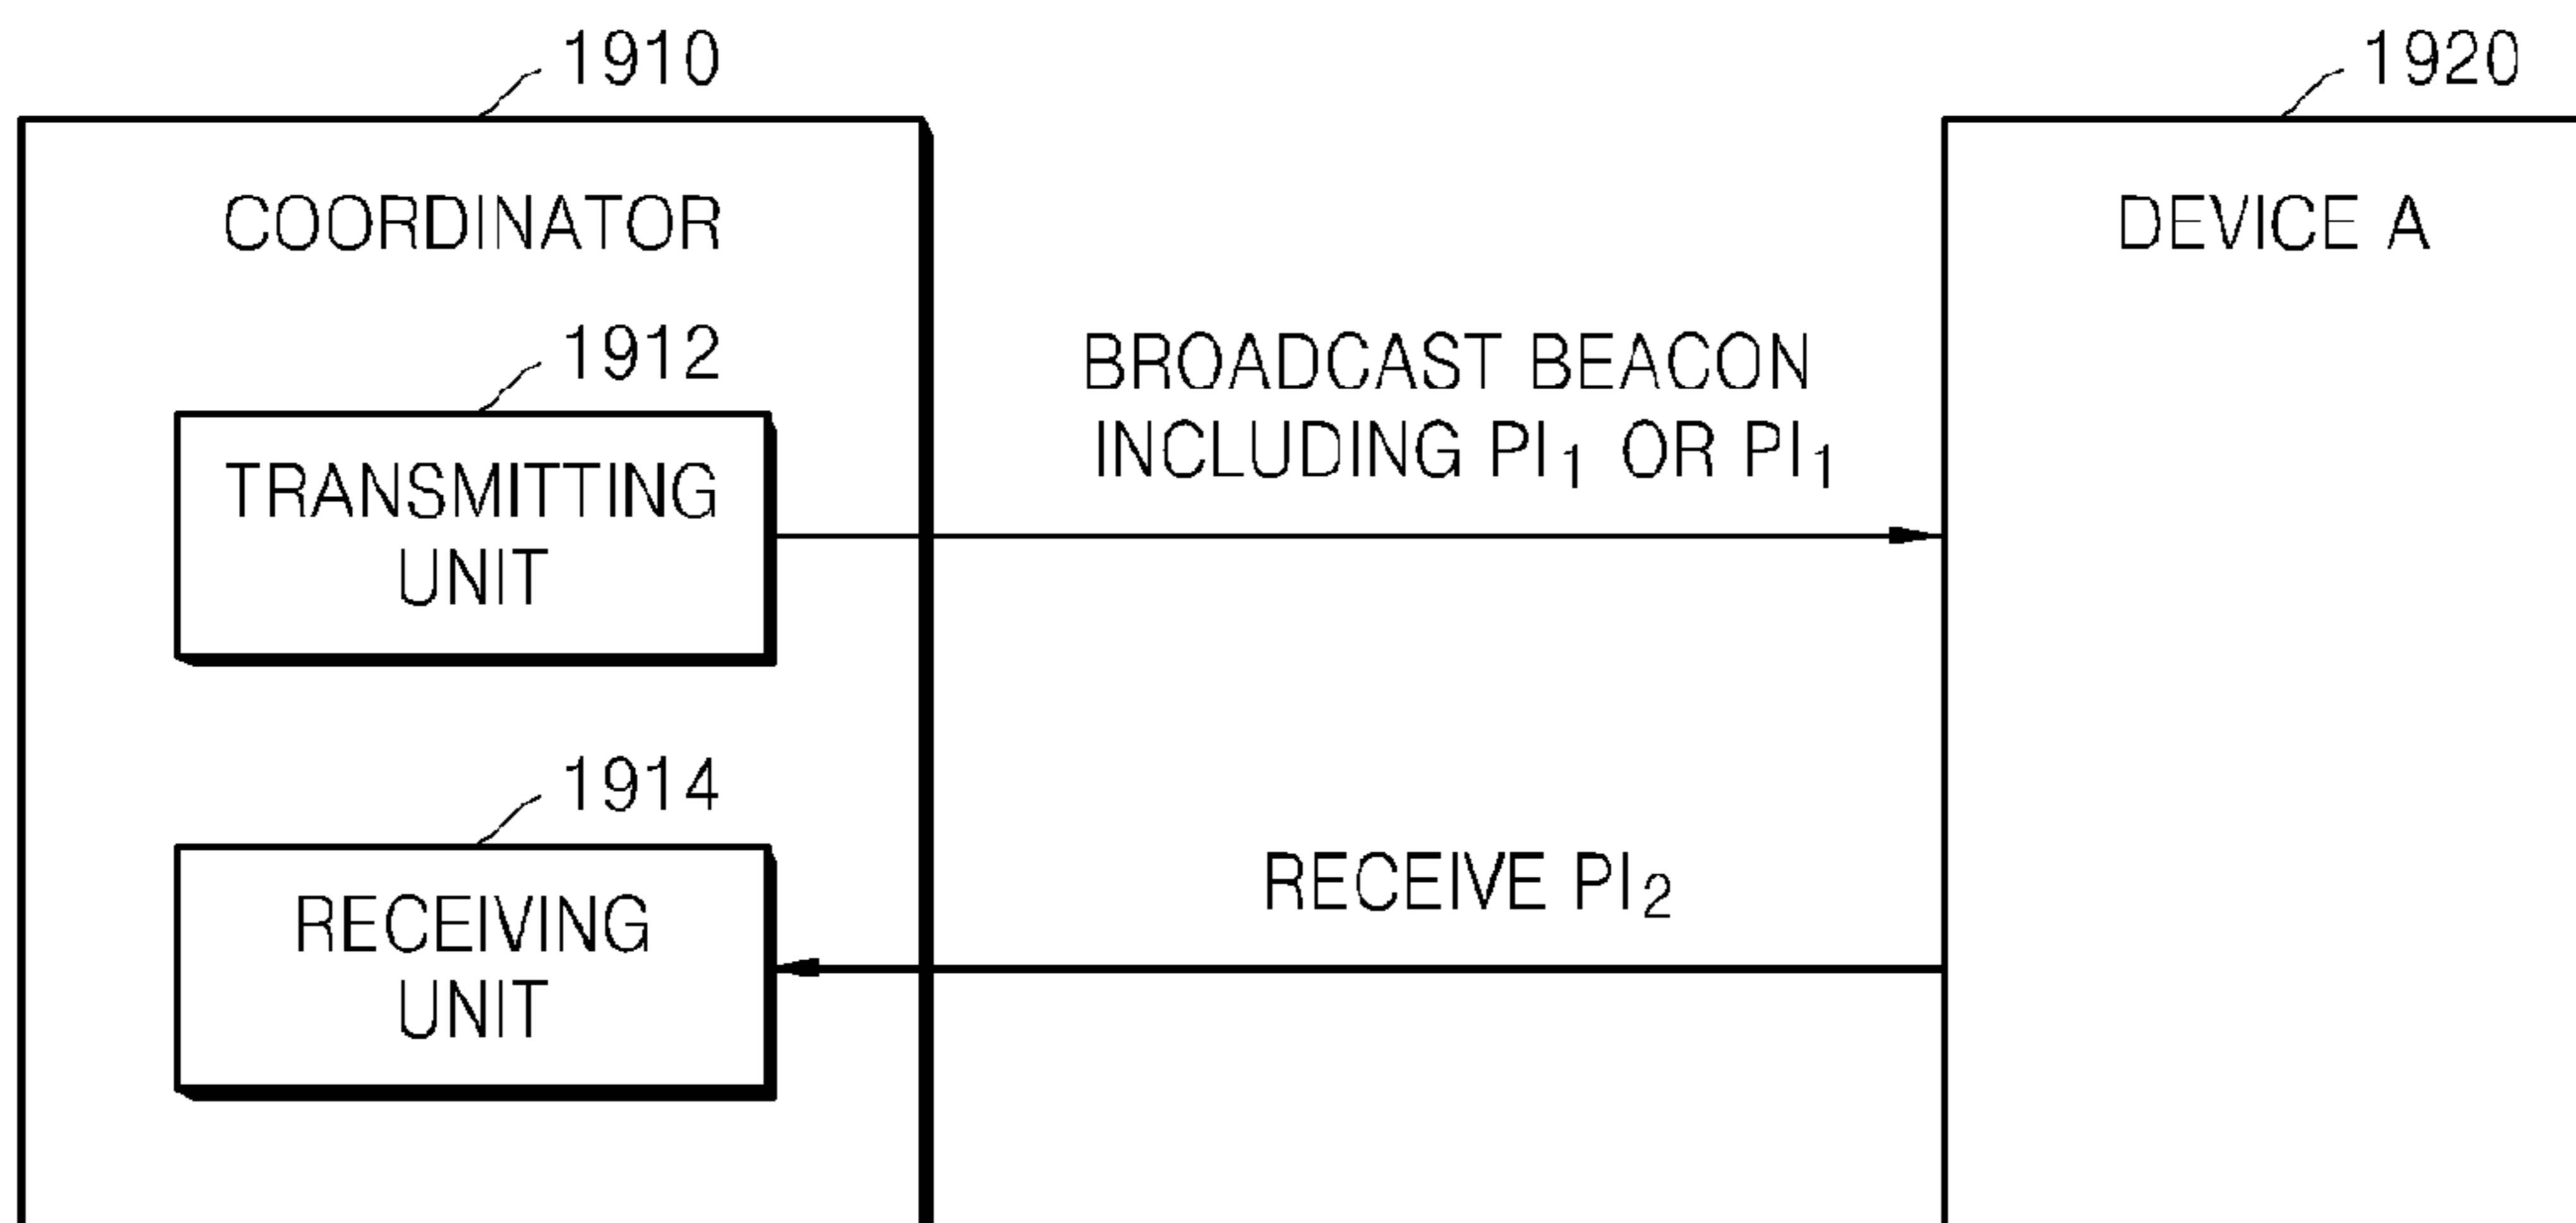 1910
1920
COORDINATOR
DEVICE A
1912
BROADCAST BEACON
INCLUDING PI1 OR PI1
TRANSMITTING
UNIT
1914
RECEIVE PI2
RECEIVING
UNIT